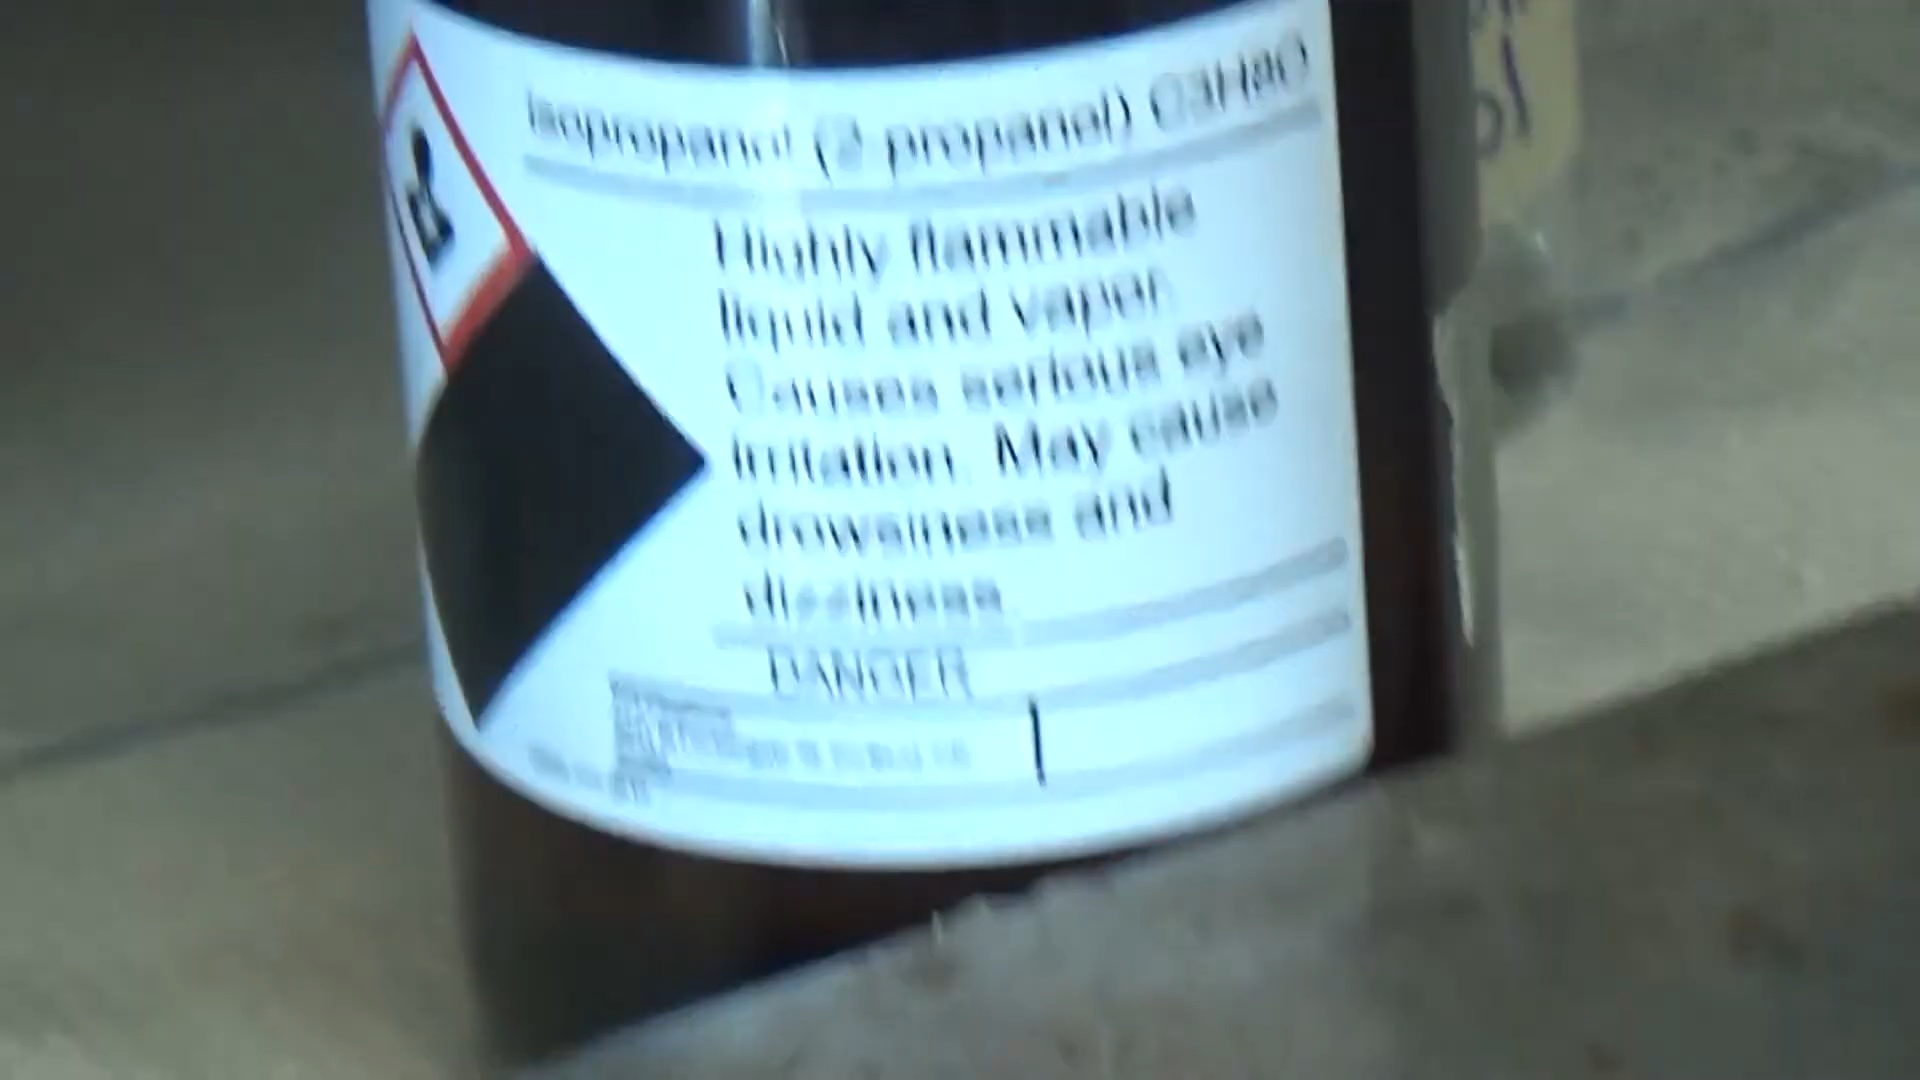 Isopropanol (2-propanol) C3H8O
Highly flammable
liquid and vapor.
Causes serious eye
irritation. May cause
drowsiness and
dizziness
DANGER